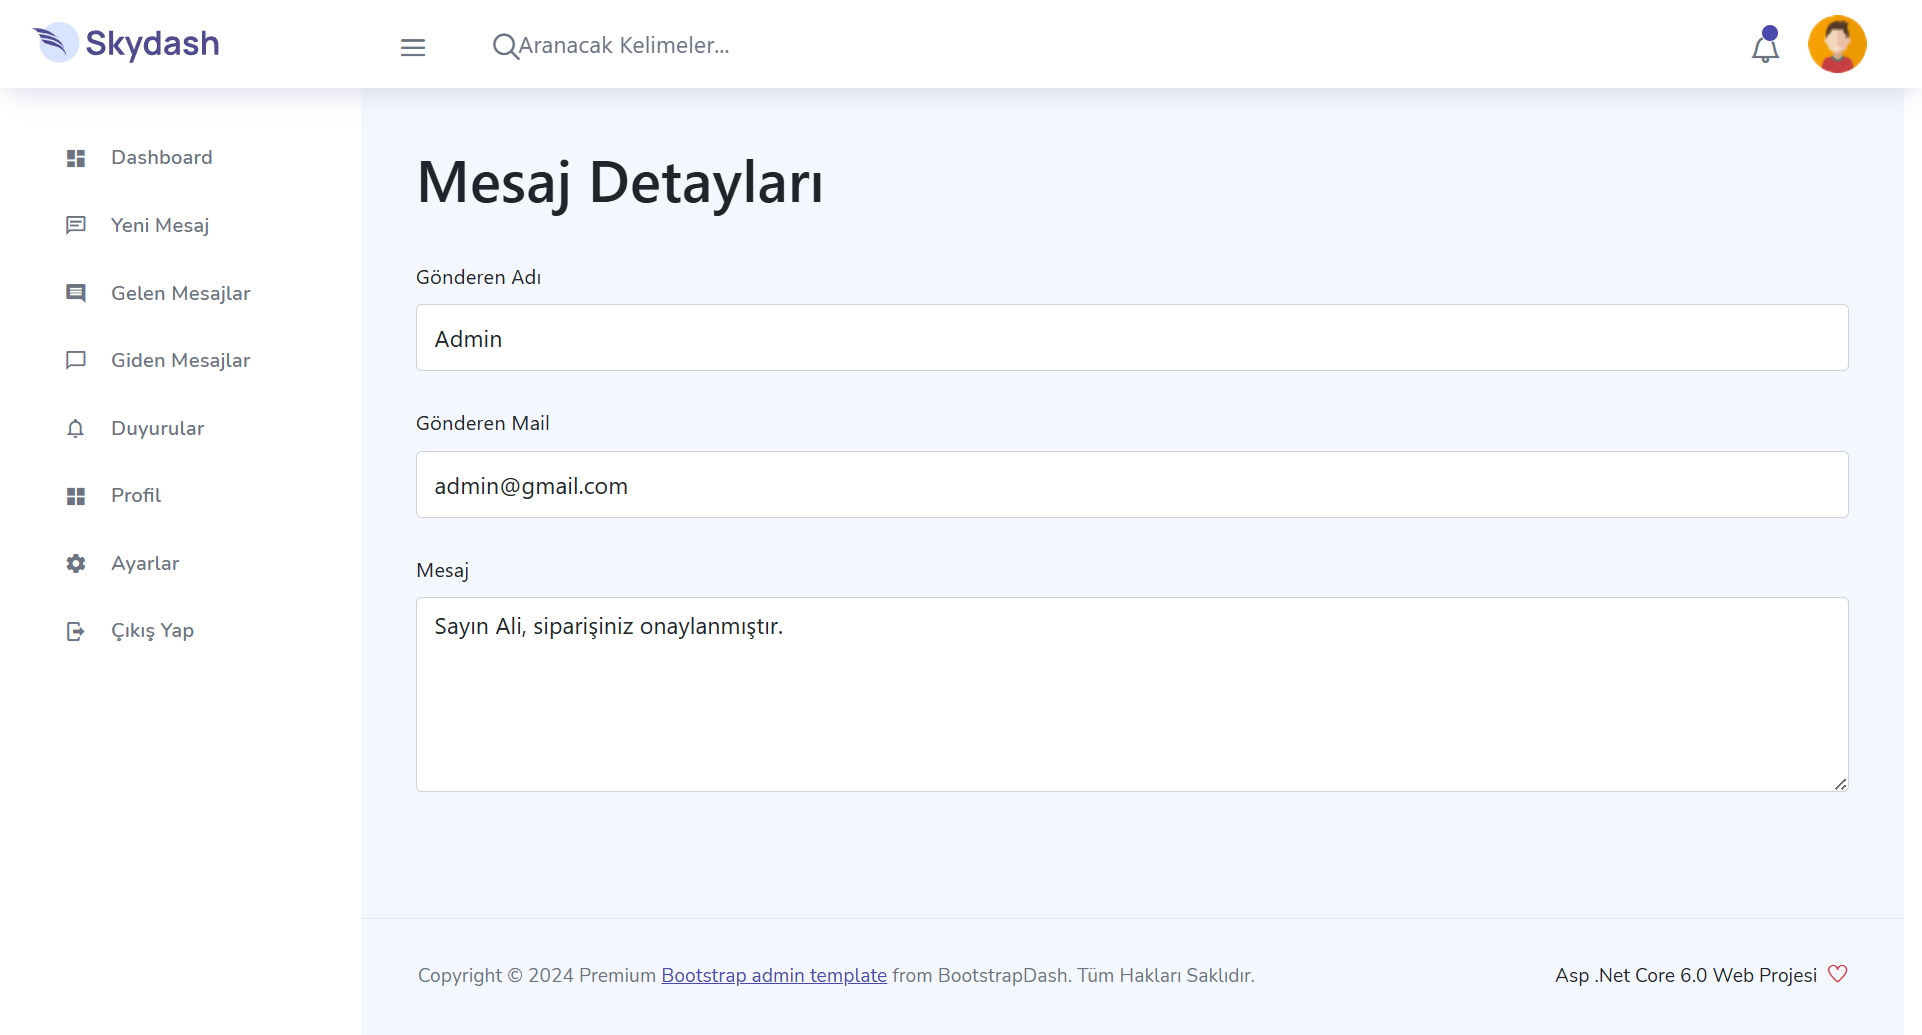 Skydash
Aranacak Kelimeler...
Dashboard
Yeni Mesaj
Gelen Mesajlar
Giden Mesajlar
Duyurular
Profil
Ayarlar
Çıkış Yap
Mesaj Detayları
Gönderen Adı
Admin
Gönderen Mail
admin@gmail.com
Mesaj
Sayın Ali, siparişiniz onaylanmıştır.
Copyright © 2024 Premium Bootstrap admin template from BootstrapDash. Tüm Hakları Saklıdır.
Asp .Net Core 6.0 Web Projesi